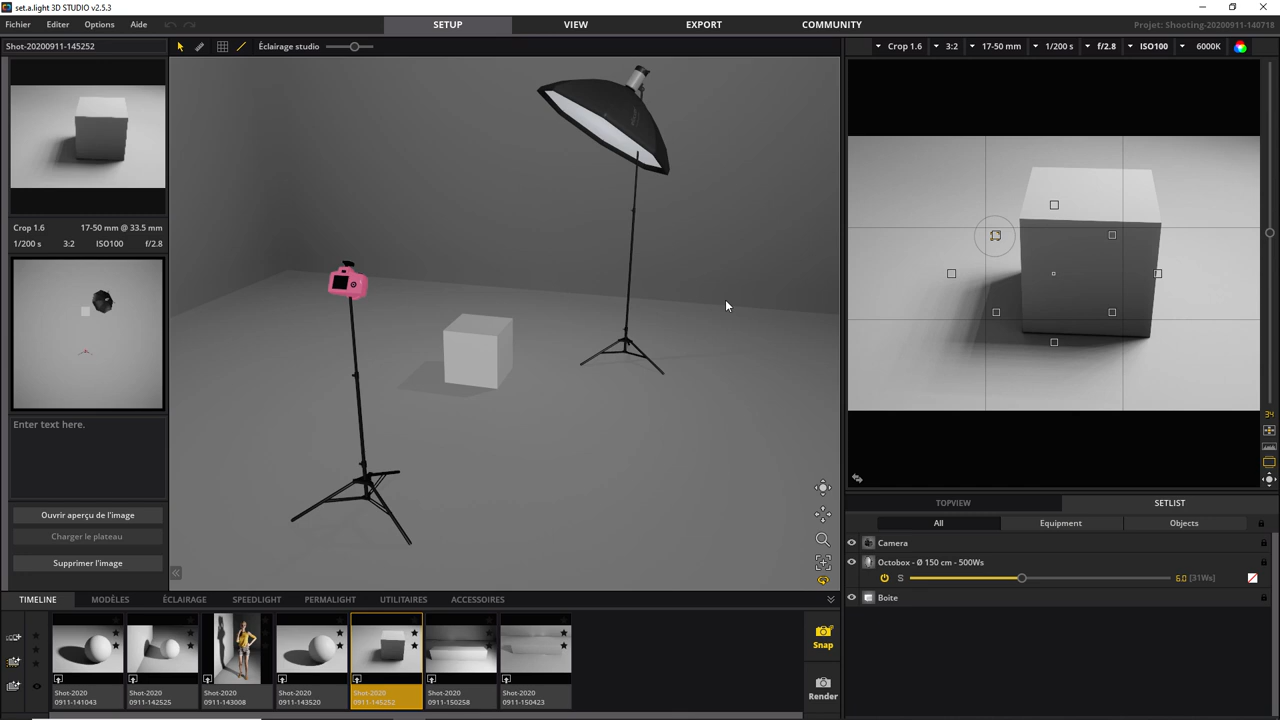 set.a.light 3D STUDIO v2.5.3
Fichier Editer Options Aide SETUP VIEW EXPORT COMMUNITY Projet: Shooting-20200911-140718
Shot-20200911-145252 Éclairage studio Crop 1.6 3:2 17-50 mm 1/200 s f/2.8 ISO100 6000K
Crop 1.6 17-50 mm @ 33.5 mm
1/200 s 3:2 ISO100 f/2.8
34
Enter text here.
TOPVIEW SETLIST
Ouvrir aperçu de l'image
All Equipment Objects
Charger le plateau
Camera
Supprimer l'image
Octobox - Ø 150 cm - 500Ws
S 6.0 [31Ws]
TIMELINE MODÈLES ÉCLAIRAGE SPEEDLIGHT PERMALIGHT UTILITAIRES ACCESSORIES
Boite
Snap
Render
Shot-2020
0911-141043
Shot-2020
0911-142525
Shot-2020
0911-143008
Shot-2020
0911-143520
Shot-2020
0911-145252
Shot-2020
0911-150258
Shot-2020
0911-150423